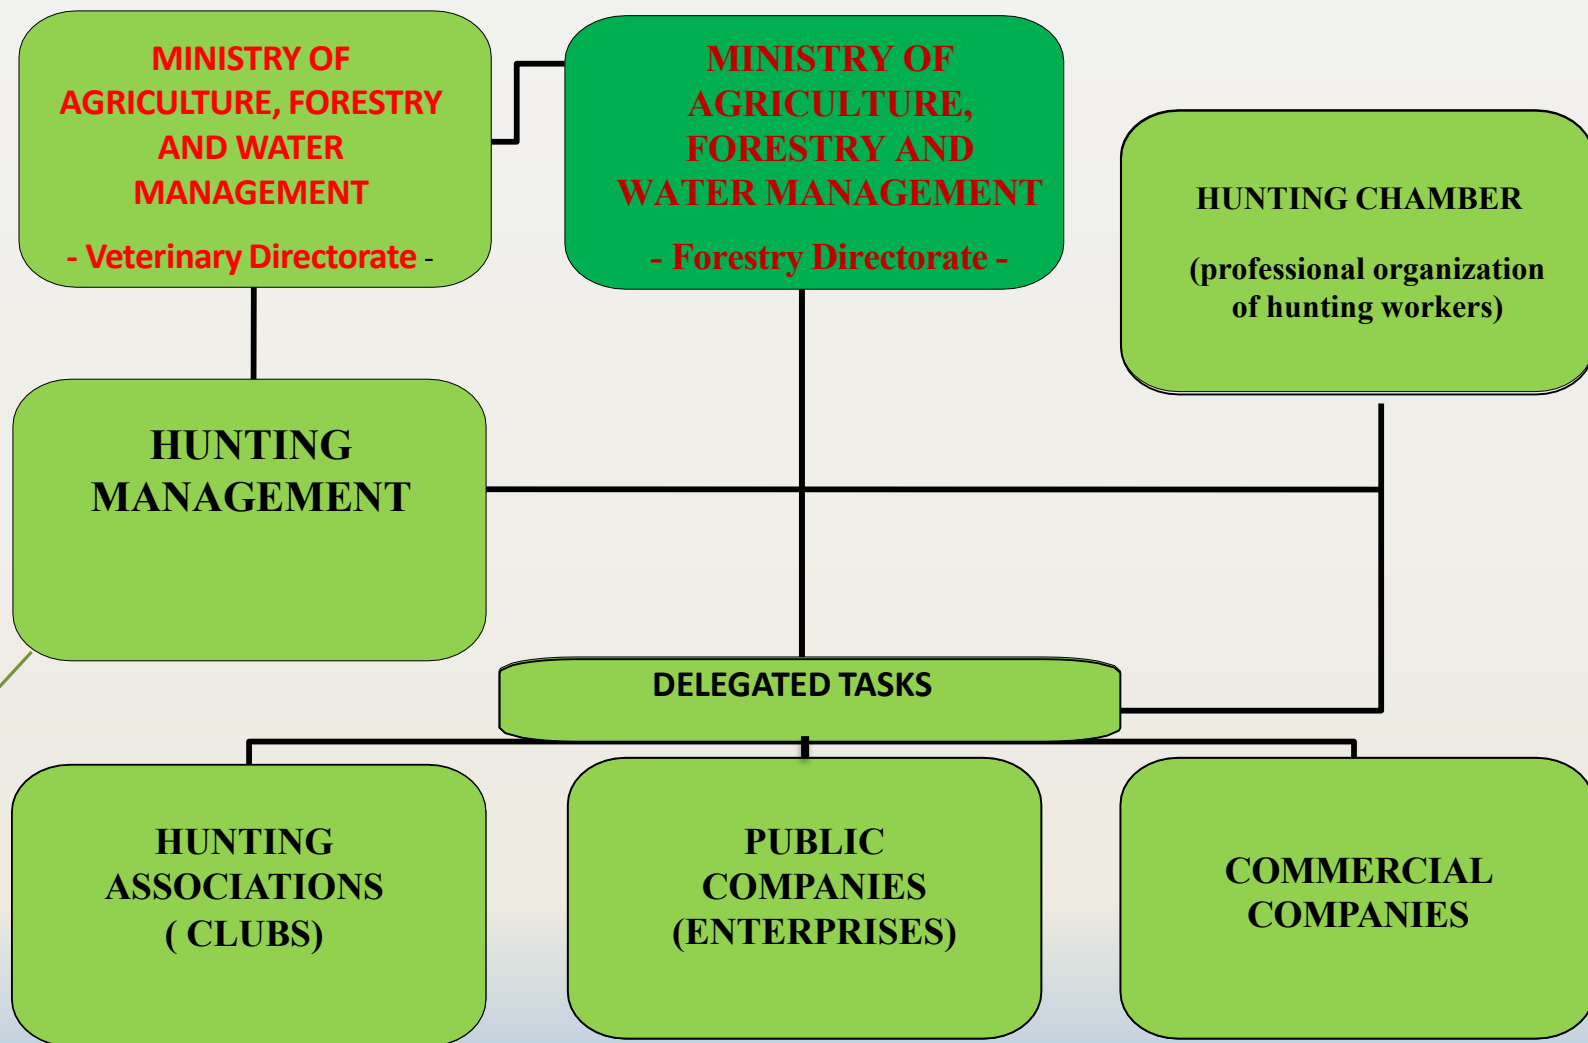 MINISTRY OF
AGRICULTURE, FORESTRY
AND WATER
MANAGEMENT
- Veterinary Directorate -
MINISTRY OF
AGRICULTURE,
FORESTRY AND
WATER MANAGEMENT
- Forestry Directorate -
HUNTING CHAMBER
(professional organization
of hunting workers)
HUNTING
MANAGEMENT
DELEGATED TASKS
HUNTING
ASSOCIATIONS
( CLUBS)
PUBLIC
COMPANIES
(ENTERPRISES)
COMMERCIAL
COMPANIES